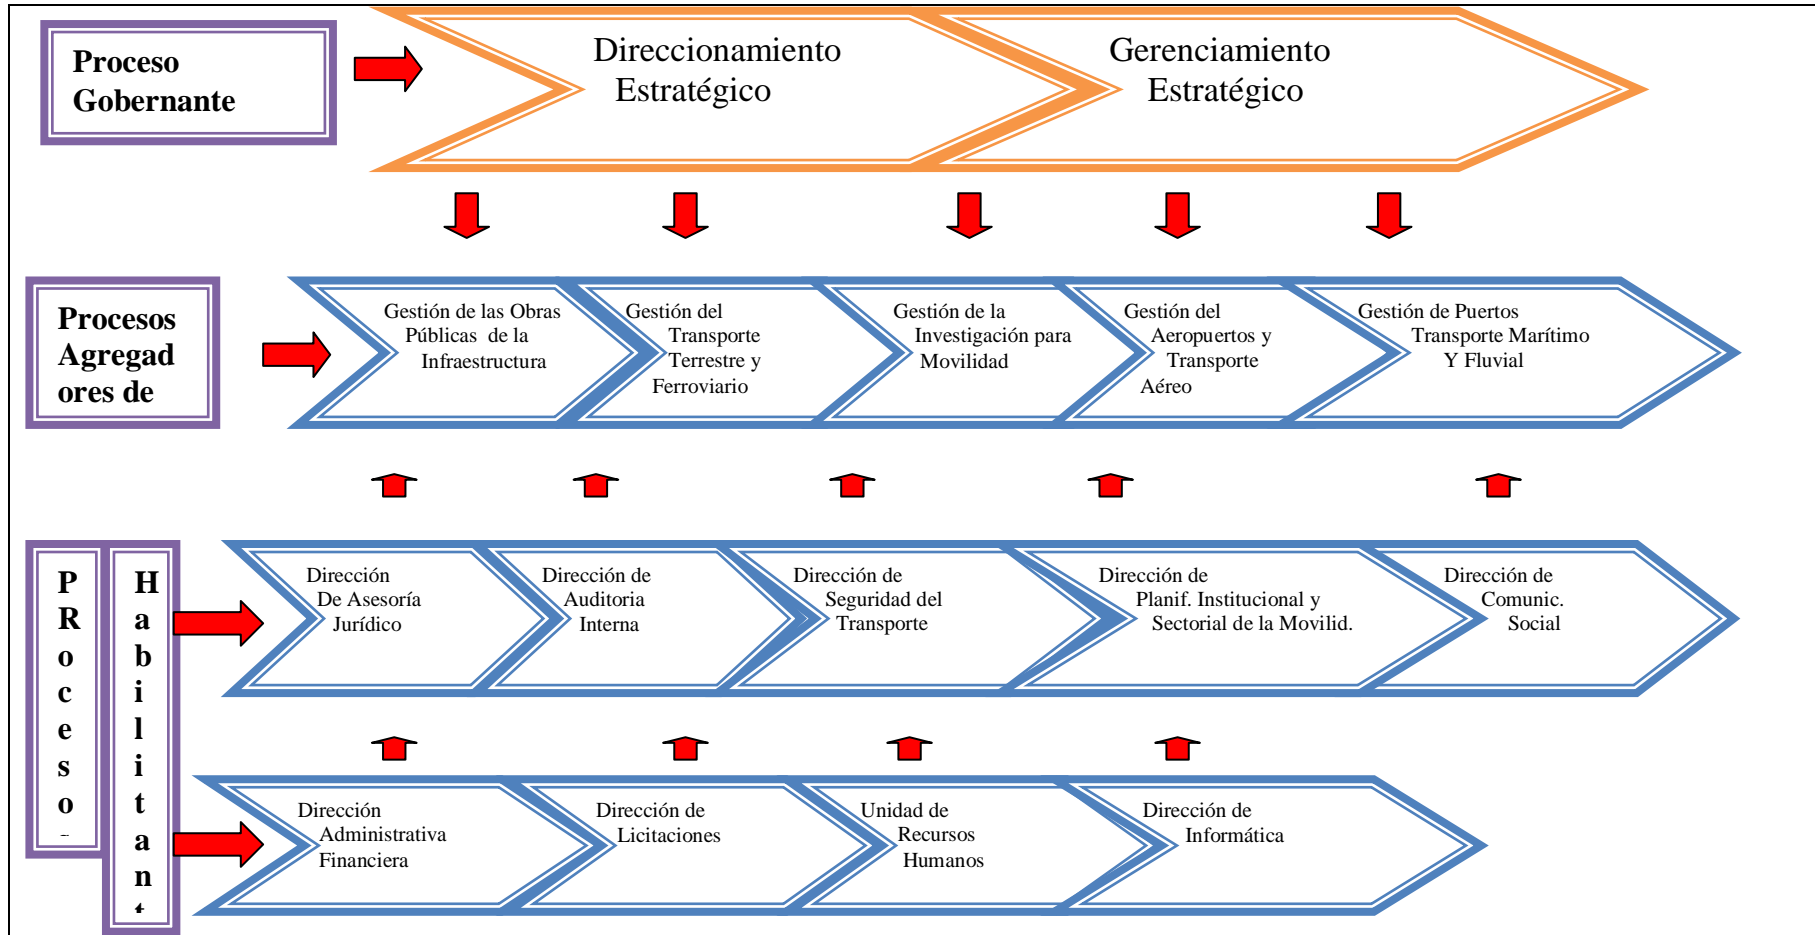 Proceso
Gobernante
Direccionamiento
Estratégico
Gerenciamiento
Estratégico
Procesos
Agregad
ores de
Gestión de las Obras
Públicas de la
Infraestructura
Gestión del
Transporte
Terrestre y
Ferroviario
Gestión de la
Investigación para
Movilidad
Gestión del
Aeropuertos y
Transporte
Aéreo
Gestión de Puertos
Transporte Marítimo
Y Fluvial
P
R
o
c
e
s
o
H
a
b
i
l
i
t
a
n
t
Dirección
De Asesoría
Jurídico
Dirección de
Auditoria
Interna
Dirección de
Seguridad del
Transporte
Dirección de
Planif. Institucional y
Sectorial de la Movilid.
Dirección de
Comunic.
Social
Dirección
Administrativa
Financiera
Dirección de
Licitaciones
Unidad de
Recursos
Humanos
Dirección de
Informática